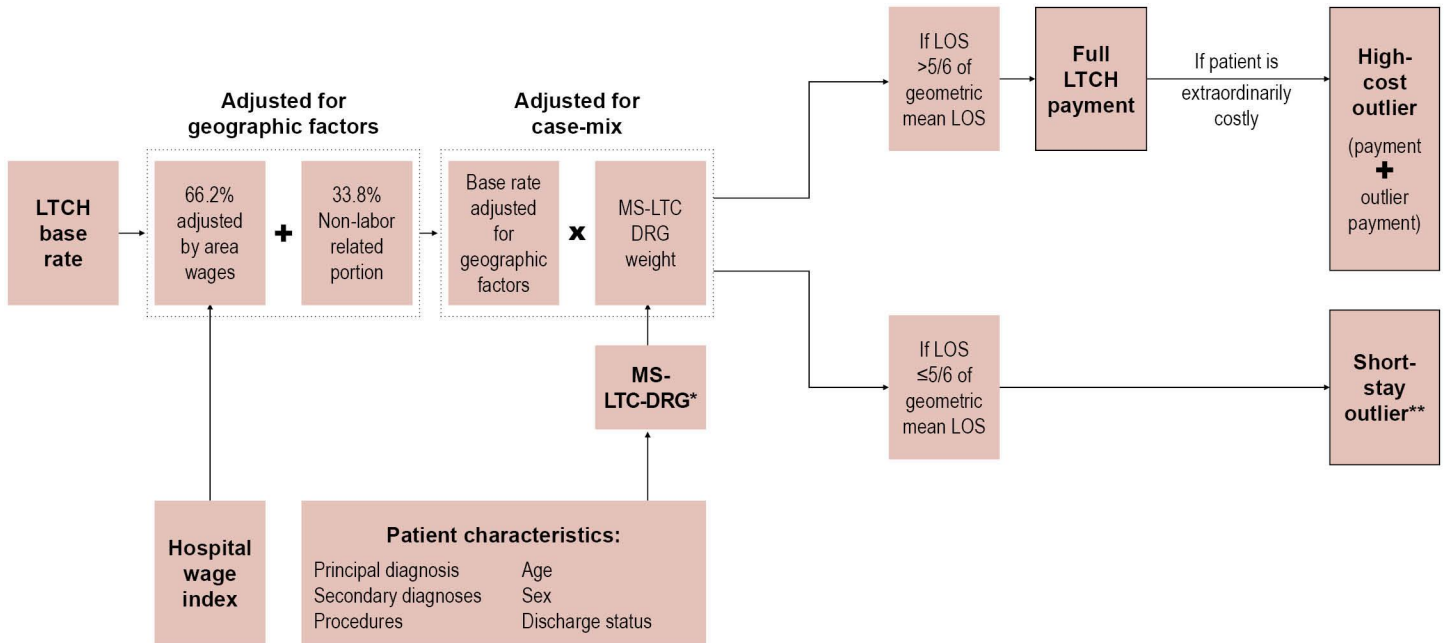 LTCH
base
rate
Adjusted for
geographic factors
66.2%
adjusted
by area
wages
+
33.8%
Non-labor
related
portion
Adjusted for
case-mix
Base rate
adjusted
for
geographic
factors
x
MS-LTC
DRG
weight
If LOS
>5/6 of
geometric
mean LOS
Full
LTCH
payment
If patient is
extraordinarily
costly
High-
cost
outlier
(payment
+
outlier
payment)
If LOS
≤5/6 of
geometric
mean LOS
Short-
stay
outlier**
MS-
LTC-DRG*
Hospital
wage
index
Patient characteristics:
Principal diagnosis Age
Secondary diagnoses Sex
Procedures Discharge status